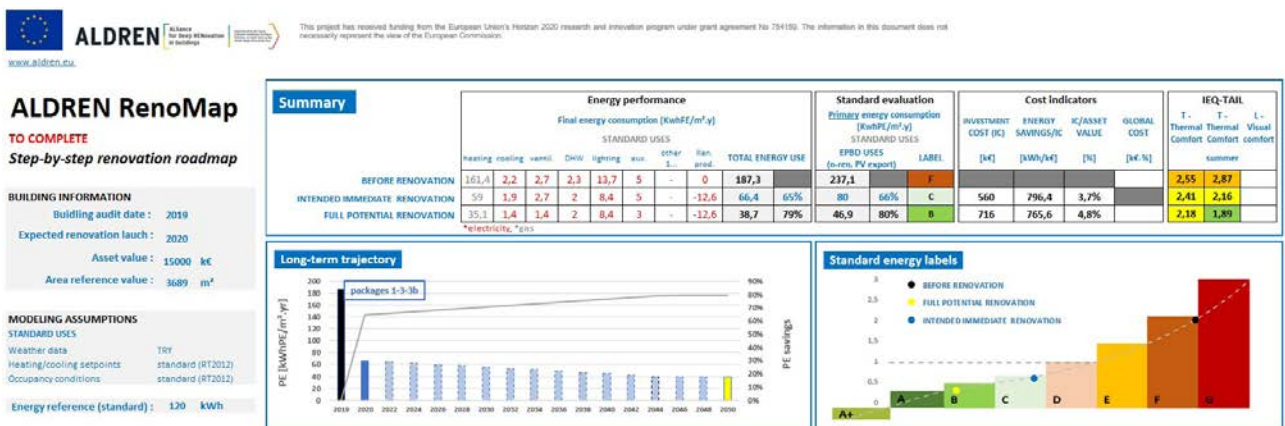 ALDREN
ALliance
for Deep RENovation
in buildings
This project has received funding from the European Union's Horizon 2020 research and innovation program under grant agreement No 754159. The information in this document does not
necessarily represent the view of the European Commission.
www.aldren.eu
ALDREN RenoMap
TO COMPLETE
Step-by-step renovation roadmap
BUILDING INFORMATION
Buidling audit date : 2019
Expected renovation lauch : 2020
Asset value : 15000 k€
Area reference value : 3689 m²
MODELING ASSUMPTIONS
STANDARD USES
Weather data TRY
Heating/cooling setpoints standard (RT2012)
Occupancy conditions standard (RT2012)
Energy reference (standard) : 120 kWh
Summary
Energy performance
Final energy consumption [KwhFE/m².y]
STANDARD USES
heating cooling ventil. DHW lighting aux. other 1... Ren. prod. TOTAL ENERGY USE
Standard evaluation
Primary energy consumption
[KwhPE/m².y]
STANDARD USES
EPBD USES
(n-ren, PV export)
LABEL
Cost indicators
INVESTMENT COST (IC) ENERGY SAVINGS/IC IC/ASSET VALUE GLOBAL COST
[k€] [kWh/k€] [%] [k€.%]
IEQ-TAIL
T - Thermal Comfort T - Thermal Comfort L - Visual comfort
summer
BEFORE RENOVATION 161,4 2,2 2,7 2,3 13,7 5 - 0 187,3 237,1 F 2,55 2,87
INTENDED IMMEDIATE RENOVATION 59 1,9 2,7 2 8,4 5 - -12,6 66,4 65% 80 66% C 560 796,4 3,7% 2,41 2,16
FULL POTENTIAL RENOVATION 35,1 1,4 1,4 2 8,4 3 - -12,6 38,7 79% 46,9 80% B 716 765,6 4,8% 2,18 1,89
*electricity, *gas
Long-term trajectory
packages 1-3-3b
PE [kWhPE/m².yr]
200
180
160
140
120
100
80
60
40
20
0
2019 2020 2022 2024 2026 2028 2030 2032 2034 2036 2038 2040 2042 2044 2046 2048 2050
90%
80%
70%
60%
50%
40%
30%
20%
10%
0%
PE savings
Standard energy labels
BEFORE RENOVATION
FULL POTENTIAL RENOVATION
INTENDED IMMEDIATE RENOVATION
3
2,5
2
1,5
1
0,5
0
A+ A B C D E F G